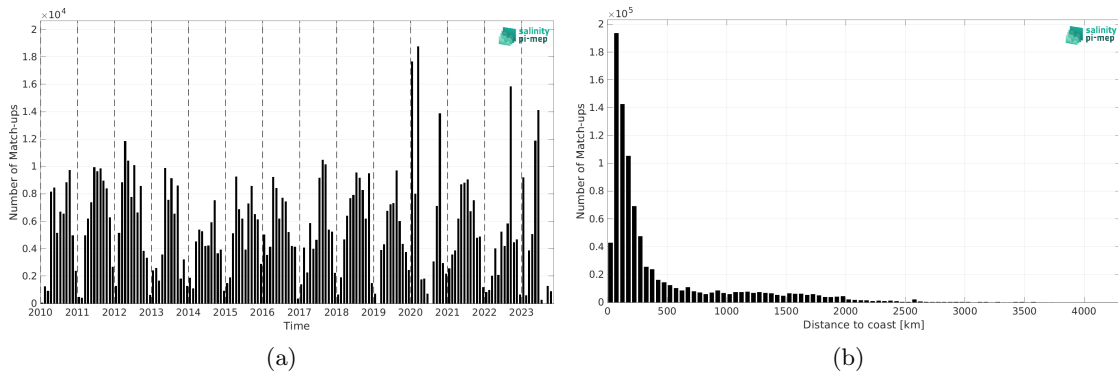 ×10⁴
2
1.8
1.6
1.4
1.2
1
0.8
0.6
0.4
0.2
0
Number of Match-ups
2010 2011 2012 2013 2014 2015 2016 2017 2018 2019 2020 2021 2022 2023
Time
salinity
pi-mep
(a)
×10⁵
2
1.8
1.6
1.4
1.2
1
0.8
0.6
0.4
0.2
0
Number of Match-ups
0 500 1000 1500 2000 2500 3000 3500 4000
Distance to coast [km]
salinity
pi-mep
(b)